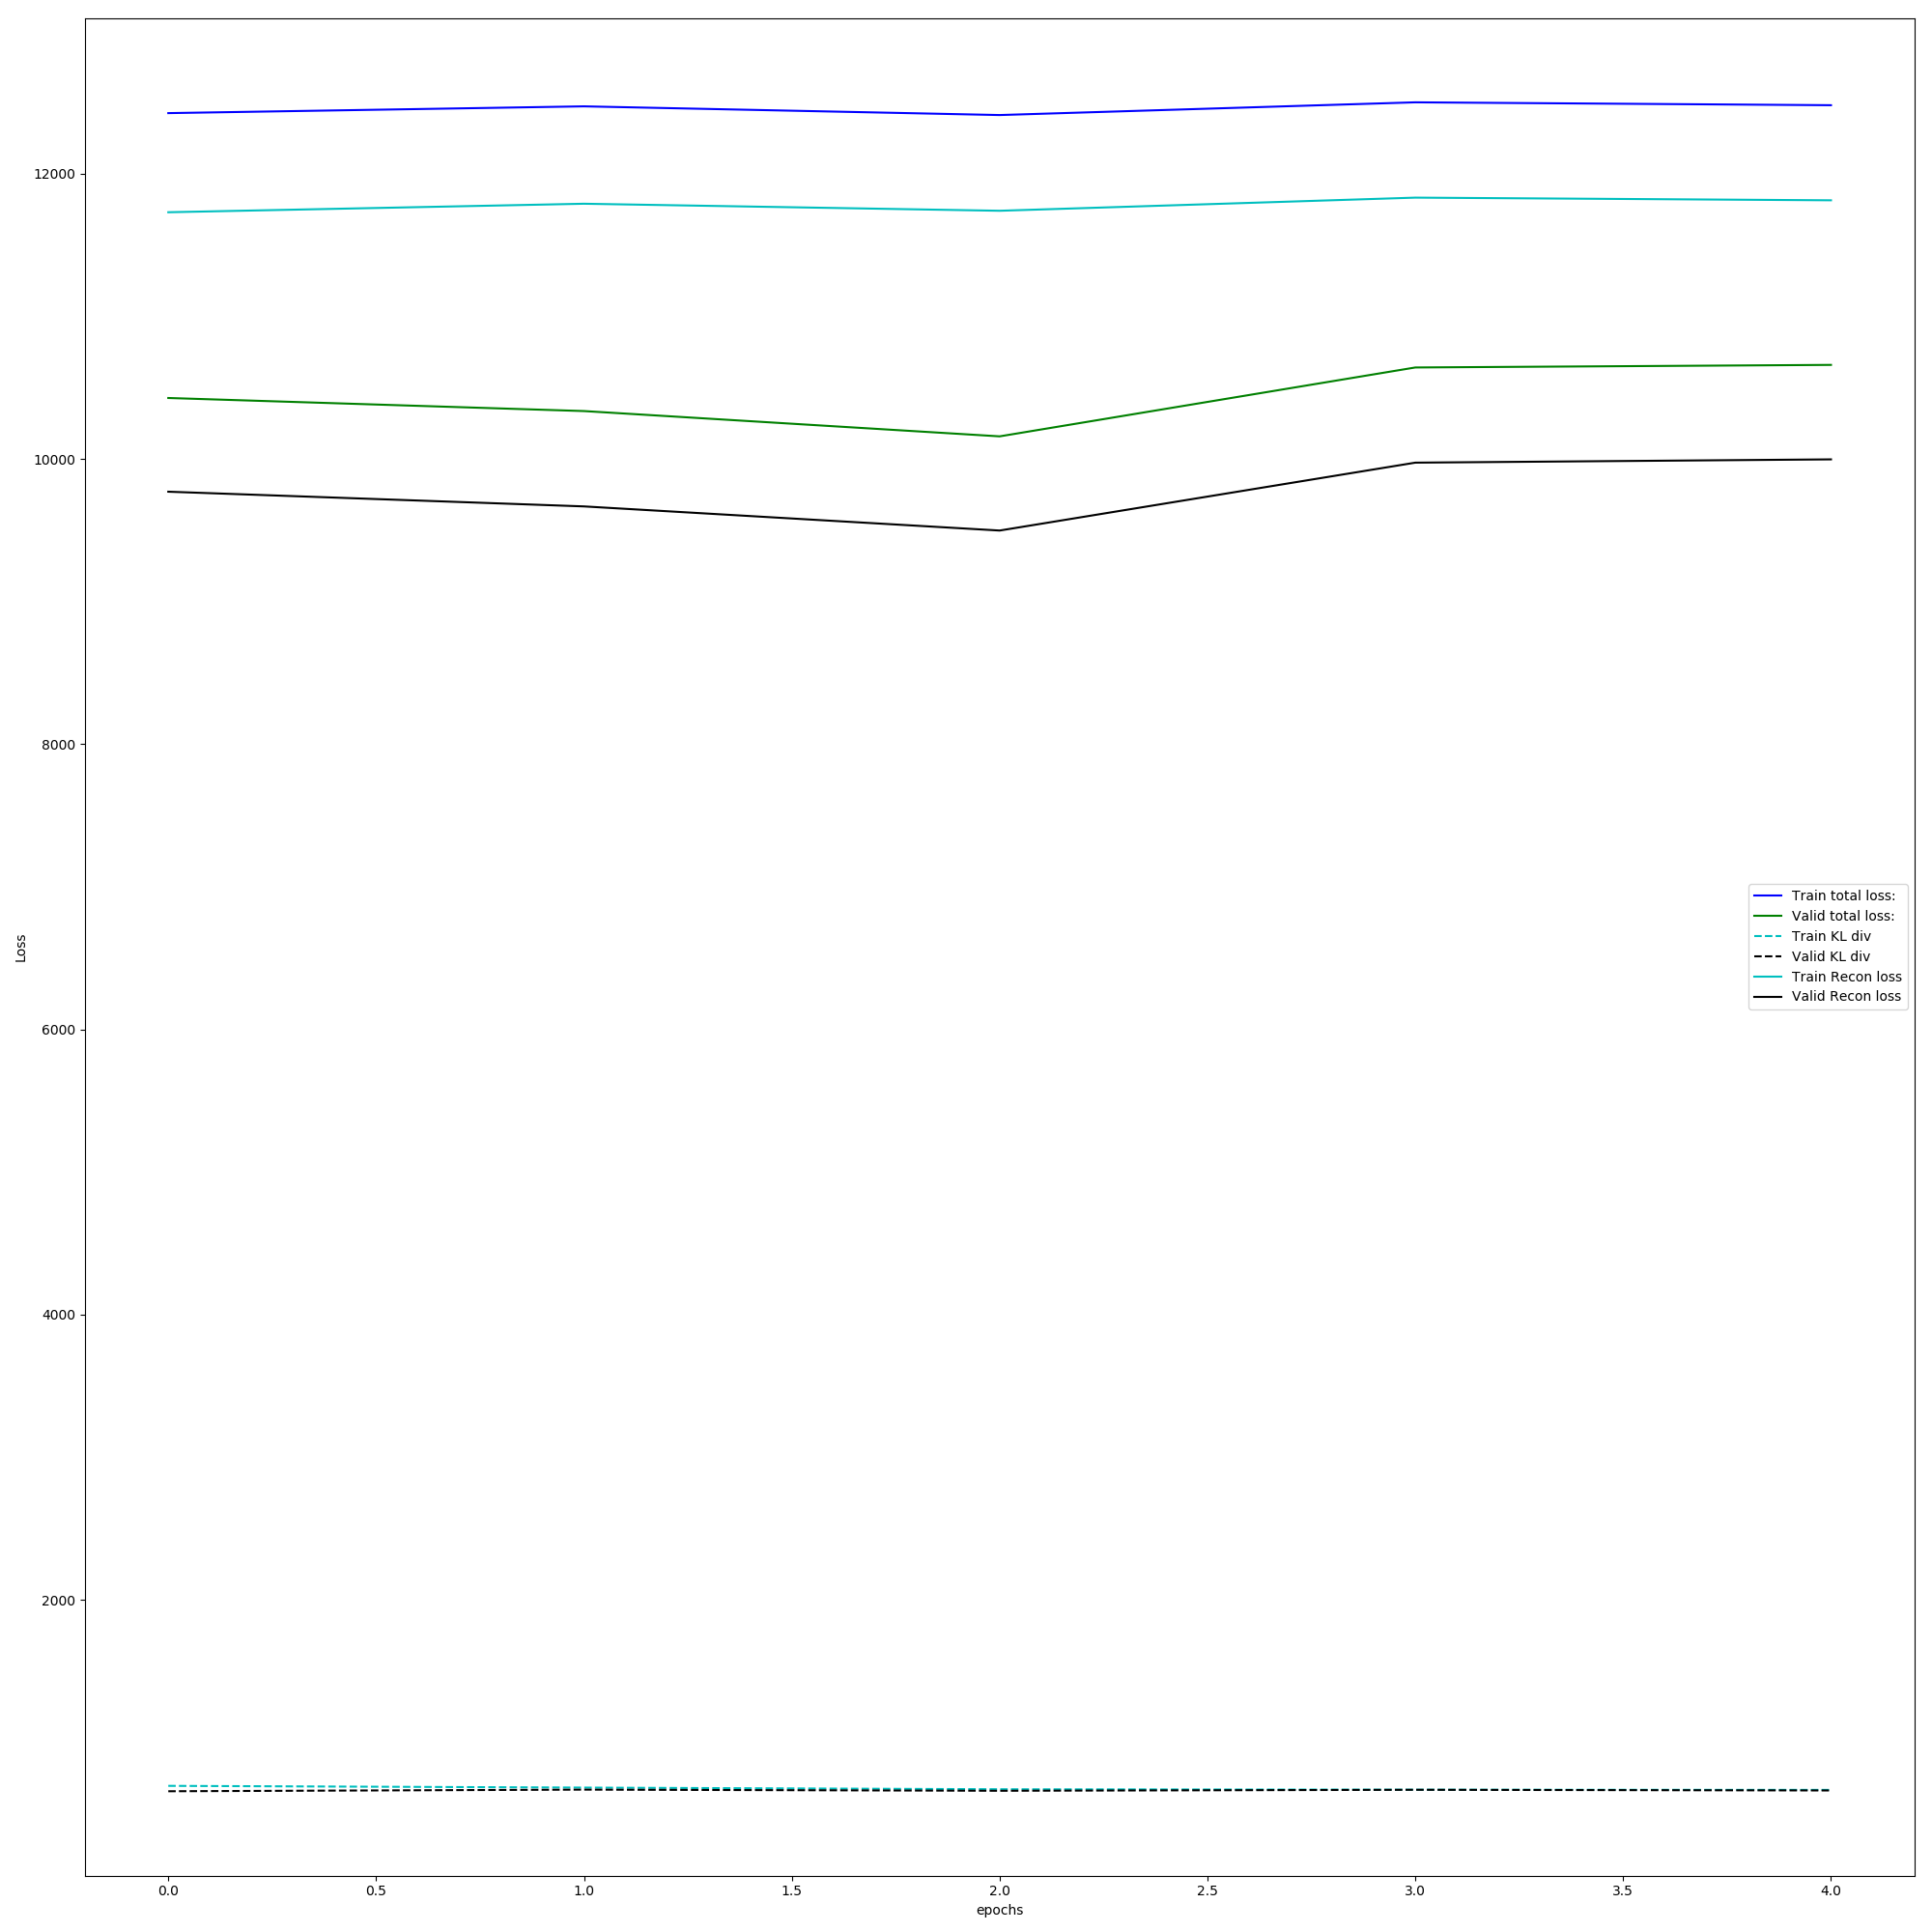 12000
10000
8000
6000
4000
2000
Loss
Train total loss:
Valid total loss:
Train KL div
Valid KL div
Train Recon loss
Valid Recon loss
0.0 0.5 1.0 1.5 2.0 2.5 3.0 3.5 4.0
epochs